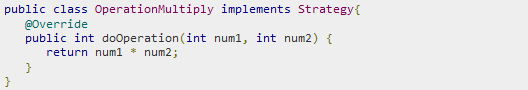 public class OperationMultiply implements Strategy{
   @Override
   public int doOperation(int num1, int num2) {
      return num1 * num2;
   }
}